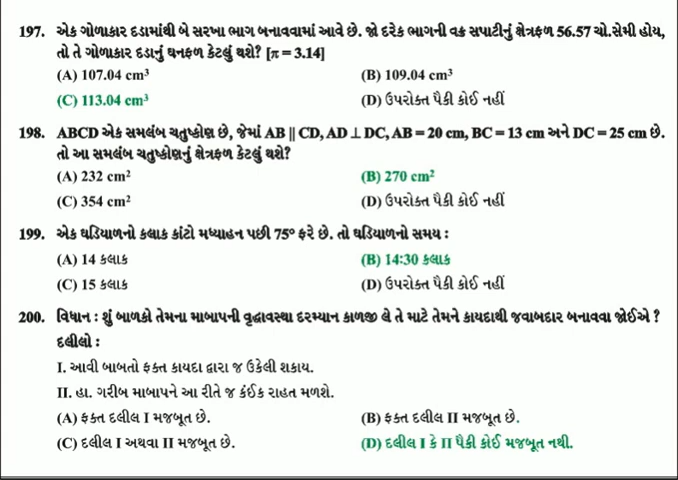 197. એક ગોળાકાર દડામાંથી બે સરખા ભાગ બનાવવામાં આવે છે. જો દરેક ભાગની વક્ર સપાટીનું ક્ષેત્રફળ 56.57 ચો.સેમી હોય,
તો તે ગોળાકાર દડાનું ઘનફળ કેટલું થશે? [π = 3.14]
(A) 107.04 cm³ (B) 109.04 cm³
(C) 113.04 cm³ (D) ઉપરોક્ત પૈકી કોઈ નહીં
198. ABCD એક સમલંબ ચતુષ્કોણ છે, જેમાં AB || CD, AD ⊥ DC, AB = 20 cm, BC = 13 cm અને DC = 25 cm છે.
તો આ સમલંબ ચતુષ્કોણનું ક્ષેત્રફળ કેટલું થશે?
(A) 232 cm² (B) 270 cm²
(C) 354 cm² (D) ઉપરોક્ત પૈકી કોઈ નહીં
199. એક ઘડિયાળનો કલાક કાંટો મધ્યાહન પછી 75° ફરે છે. તો ઘડિયાળનો સમય :
(A) 14 કલાક (B) 14:30 કલાક
(C) 15 કલાક (D) ઉપરોક્ત પૈકી કોઈ નહીં
200. વિધાન : શું બાળકો તેમના માબાપની વૃદ્ધાવસ્થા દરમ્યાન કાળજી લે તે માટે તેમને કાયદાથી જવાબદાર બનાવવા જોઈએ ?
દલીલો :
I. આવી બાબતો ફક્ત કાયદા દ્વારા જ ઉકેલી શકાય.
II. હા. ગરીબ માબાપને આ રીતે જ કંઈક રાહત મળશે.
(A) ફક્ત દલીલ I મજબૂત છે. (B) ફક્ત દલીલ II મજબૂત છે.
(C) દલીલ I અથવા II મજબૂત છે. (D) દલીલ I કે II પૈકી કોઈ મજબૂત નથી.